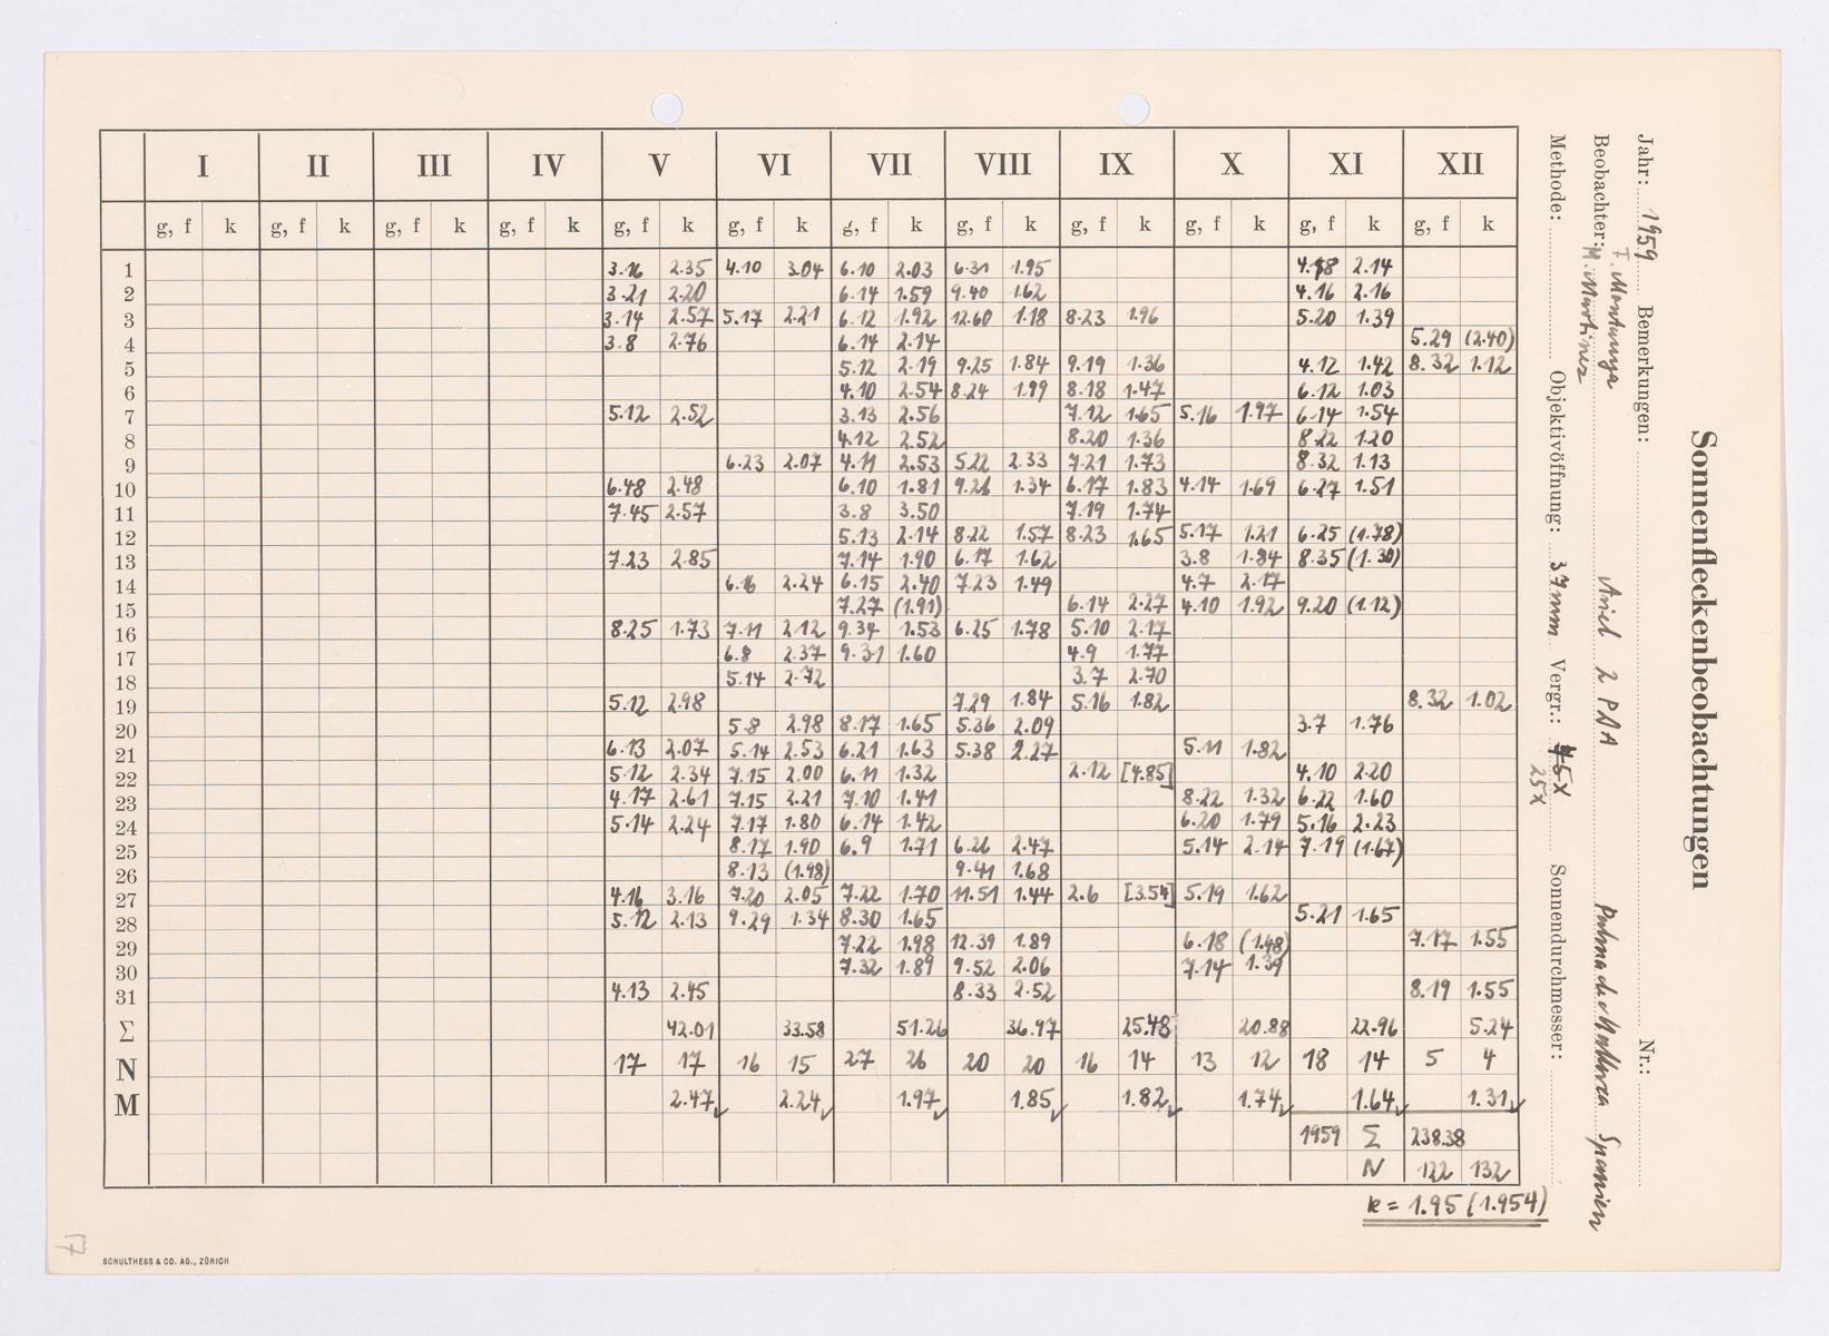 I II III IV V VI VII VIII IX X XI XII
g, f k g, f k g, f k g, f k g, f k g, f k g, f k g, f k g, f k g, f k g, f k g, f k
1 3.16 2.35 4.10 3.04 6.10 2.03 6.31 1.95 4.18 2.14
2 3.21 2.20 6.14 1.59 9.40 1.62 4.16 2.16
3 3.14 2.57 5.17 2.21 6.12 1.92 12.60 1.18 8.23 1.96 5.20 1.39
4 3.8 2.76 6.14 2.14 5.29 (2.40)
5 5.12 2.19 9.25 1.84 9.19 1.36 4.12 1.42 8.32 1.12
6 4.10 2.54 8.24 1.99 8.18 1.47 6.12 1.03
7 5.12 2.52 3.13 2.56 7.12 1.65 5.16 1.97 6.14 1.54
8 4.12 2.52 8.20 1.36 8.22 1.20
9 6.23 2.07 4.11 2.53 5.22 2.33 7.21 1.73 8.32 1.13
10 6.48 2.48 6.10 1.81 9.26 1.34 6.17 1.83 4.14 1.69 6.27 1.51
11 7.45 2.57 3.8 3.50 7.19 1.74
12 5.13 2.14 8.22 1.57 8.23 1.65 5.17 1.21 6.25 (1.78)
13 7.23 2.85 7.14 1.90 6.17 1.62 3.8 1.84 8.35 (1.30)
14 6.16 2.24 6.15 2.40 7.23 1.49 4.7 2.17
15 7.27 (1.91) 6.14 2.27 4.10 1.92 9.20 (1.12)
16 8.25 1.73 7.11 2.12 9.34 1.53 6.25 1.78 5.10 2.17
17 6.8 2.37 9.31 1.60 4.9 1.77
18 5.14 2.72 3.7 2.70
19 5.12 2.98 7.29 1.84 5.16 1.82 8.32 1.02
20 5.8 2.98 8.17 1.65 5.36 2.09 3.7 1.76
21 6.13 2.07 5.14 2.53 6.21 1.63 5.38 2.27 5.11 1.82
22 5.12 2.34 7.15 2.00 6.11 1.32 2.12 [4.85] 4.10 2.20
23 4.17 2.61 7.15 2.21 7.10 1.41 8.22 1.32 6.22 1.60
24 5.14 2.24 7.17 1.80 6.14 1.42 6.20 1.79 5.16 2.23
25 8.17 1.90 6.9 1.71 6.26 2.47 5.14 2.14 7.19 (1.67)
26 8.13 (1.98) 9.41 1.68
27 4.16 3.16 7.20 2.05 7.22 1.70 11.51 1.44 2.6 [3.54] 5.19 1.62
28 5.12 2.13 9.29 1.34 8.30 1.65 5.21 1.65
29 7.22 1.98 12.39 1.89 6.18 (1.48) 7.17 1.55
30 7.32 1.89 9.52 2.06 7.14 1.39
31 4.13 2.45 8.33 2.52 8.19 1.55
Σ 42.01 33.58 51.26 36.97 25.48 20.88 22.96 5.24
N 17 17 16 15 27 26 20 20 16 14 13 12 18 14 5 4
M 2.47 2.24 1.97 1.85 1.82 1.74 1.64 1.31
1959 Σ 238.38
N 122 132
k = 1.95 (1.954)
SCHULTHESS & CO. AG., ZÜRICH
Sonnenfleckenbeobachtungen
Jahr: 1959 Bemerkungen: Nr.:
F. Montunya
Beobachter: M. Martinez Ariel 2 PAA Palma de Mallorca Spanien
Methode: Objektivöffnung: 37mm Vergr.: 45x Sonnendurchmesser:
25x